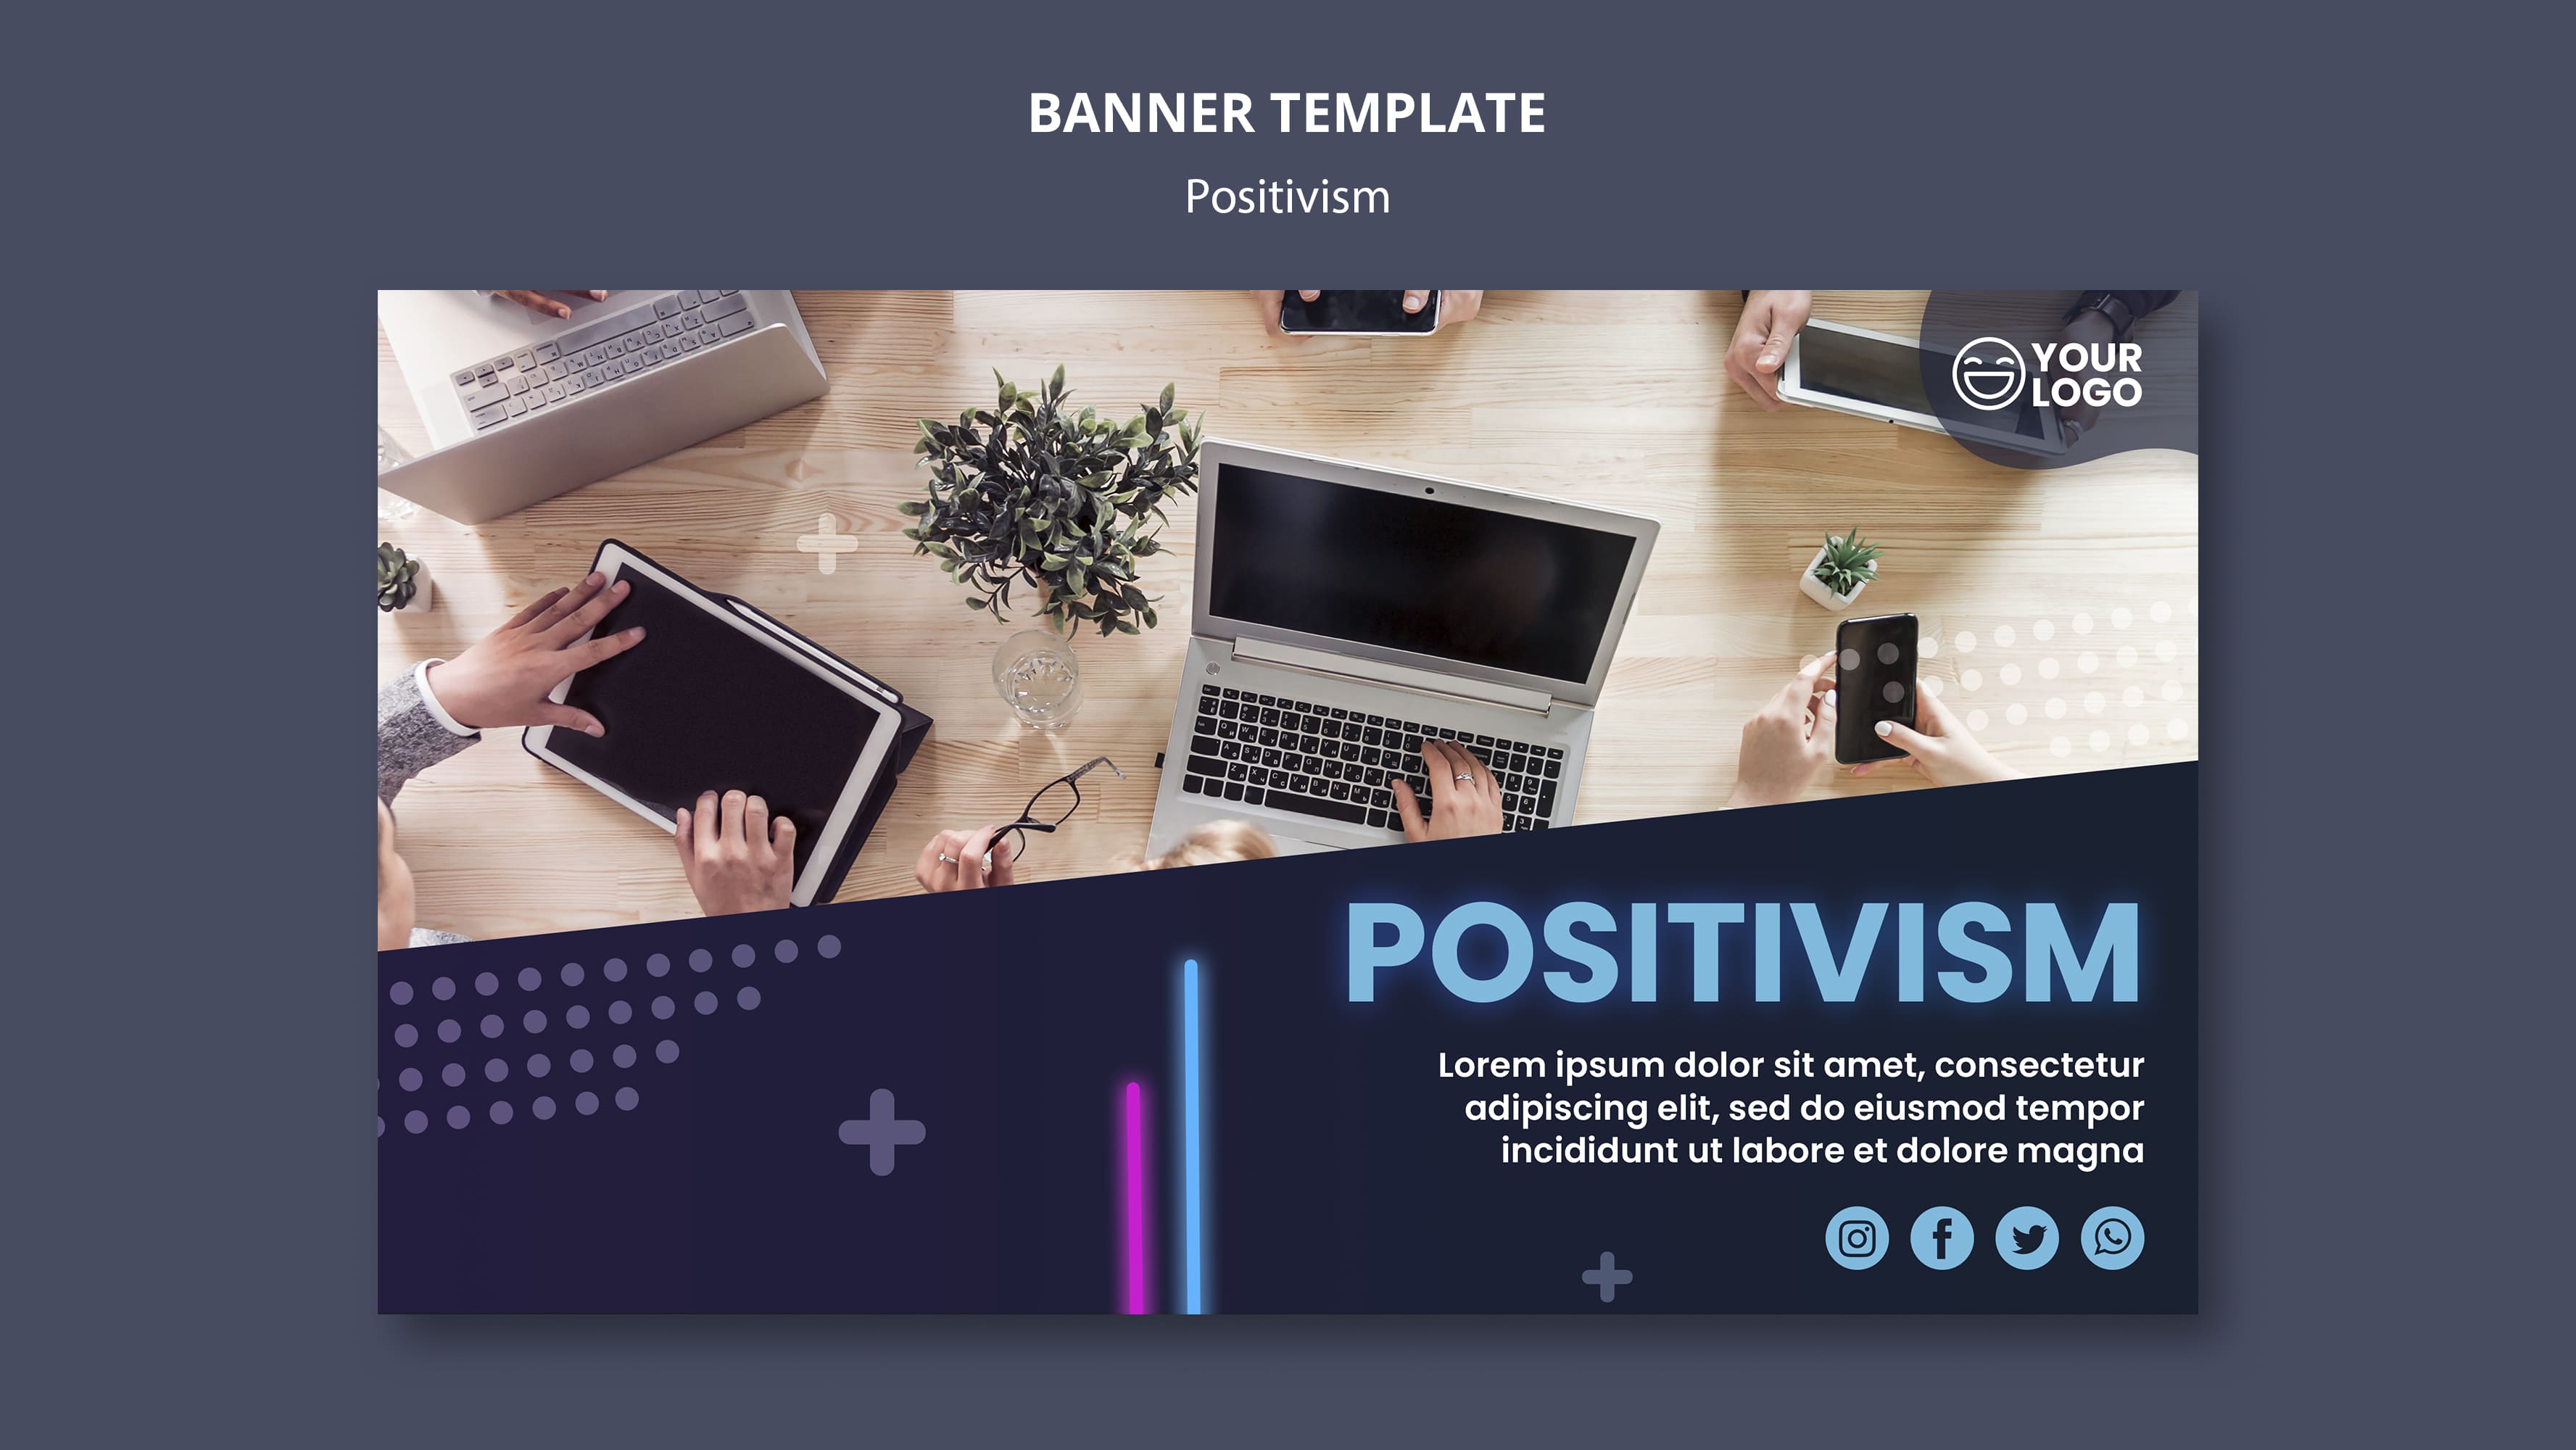 BANNER TEMPLATE
Positivism
YOUR
LOGO
POSITIVISM
Lorem ipsum dolor sit amet, consectetur
adipiscing elit, sed do eiusmod tempor
incididunt ut labore et dolore magna